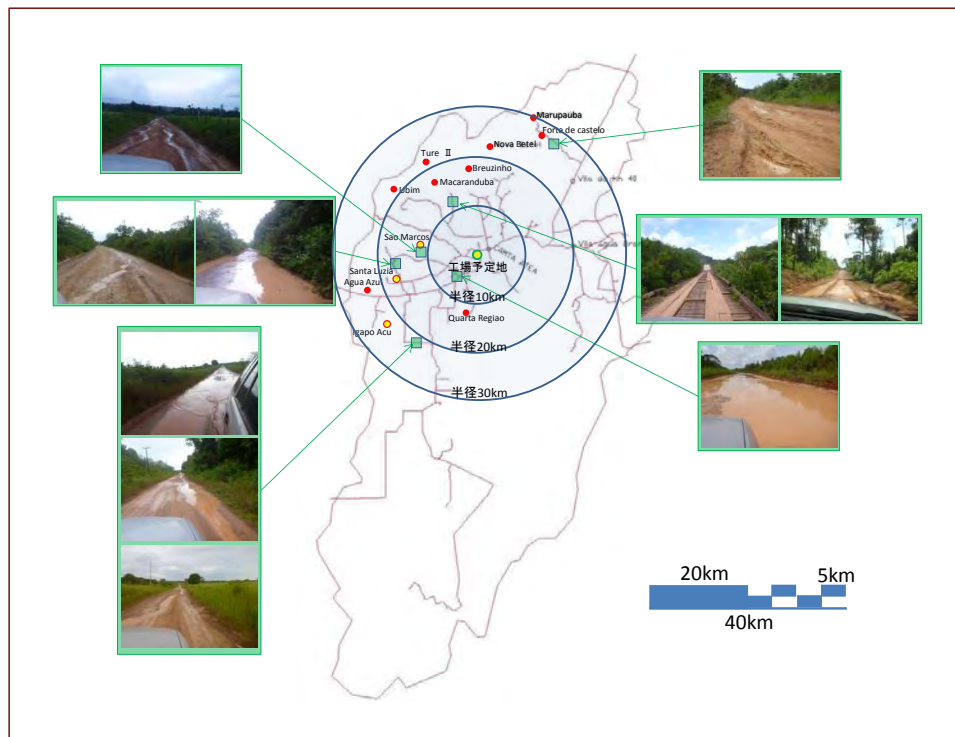 Marupauba
Forta de castelo
Nova Betel
Ture Ⅱ
Breuzinho
Macaranduba
Ubim
Sao Marcos
工場予定地
Santa Luzia
Agua Azul
半径10km
Quarta Regiao
Igapo Acu
半径20km
半径30km
20km
5km
40km